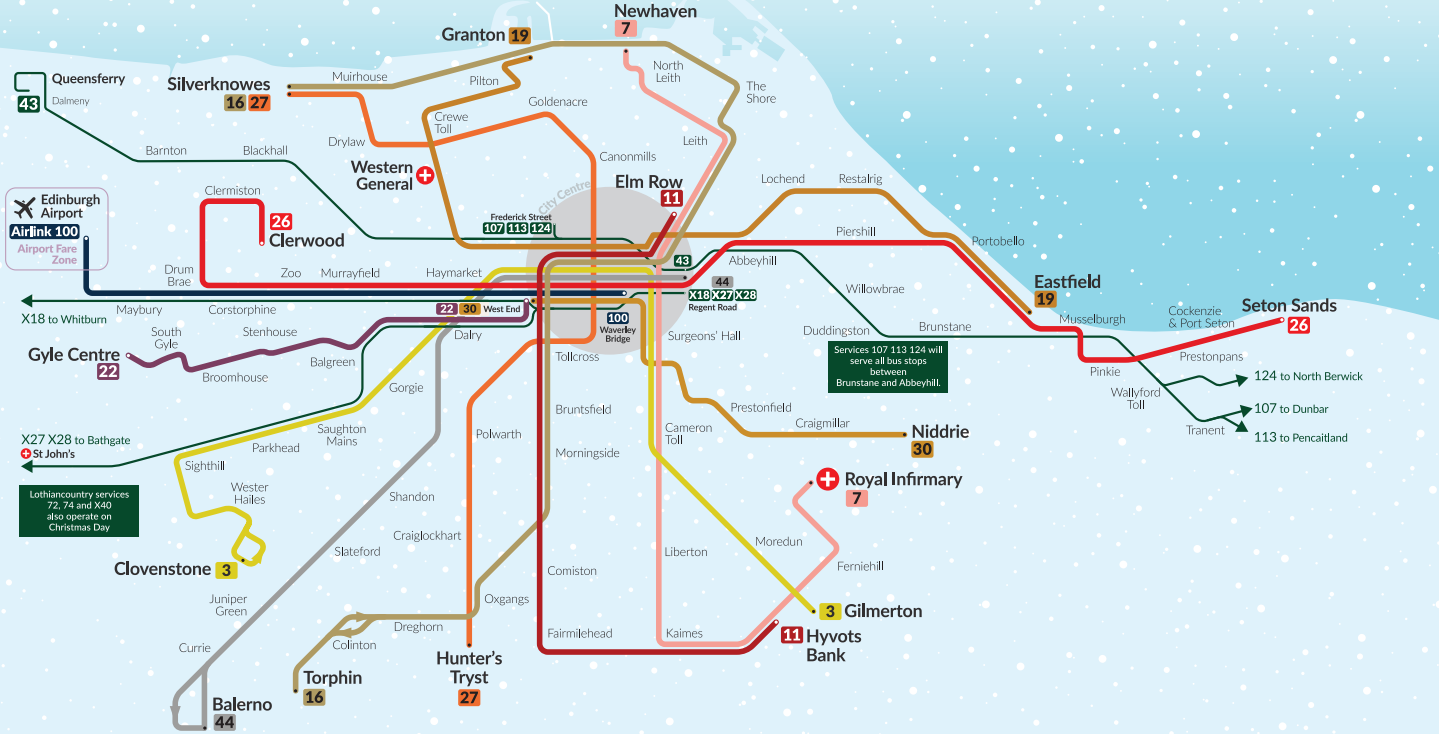 Newhaven
7
Granton 19
Queensferry
43
Dalmeny
Silverknowes
16 27
Muirhouse
Pilton
North
Leith
The
Shore
Goldenacre
Crewe
Toll
Drylaw
Leith
Barnton
Blackhall
Canonmills
Western
General
Elm Row
11
Lochend
Restalrig
City Centre
Edinburgh
Airport
Airlink 100
Airport Fare
Zone
Clermiston
26
Clerwood
Frederick Street
107 113 124
Piershill
Portobello
Drum
Brae
Zoo
Murrayfield
Haymarket
43
Abbeyhill
44
X18 X27 X28
Regent Road
Willowbrae
Eastfield
19
Seton Sands
26
X18 to Whitburn
Maybury
Corstorphine
22 30 West End
100
Waverley
Bridge
Surgeons' Hall
Duddingston
Brunstane
Musselburgh
Cockenzie
& Port Seton
South
Gyle
Stenhouse
Dalry
Gyle Centre
22
Broomhouse
Balgreen
Tollcross
Services 107 113 124 will
serve all bus stops
between
Brunstane and Abbeyhill.
Prestonpans
Pinkie
124 to North Berwick
Wallyford
Toll
107 to Dunbar
Tranent
113 to Pencaitland
Gorgie
Bruntsfield
Prestonfield
Craigmillar
Niddrie
30
Saughton
Mains
Polwarth
Cameron
Toll
X27 X28 to Bathgate
St John's
Parkhead
Morningside
Sighthill
Wester
Hailes
Lothiancountry services
72, 74 and X40
also operate on
Christmas Day
Shandon
Royal Infirmary
7
Craiglockhart
Slateford
Liberton
Moredun
Ferniehill
Clovenstone 3
Comiston
Juniper
Green
Oxgangs
3 Gilmerton
Dreghorn
Colinton
Fairmilehead
Kaimes
11 Hyvots
Bank
Currie
Hunter's
Tryst
27
Torphin
16
Balerno
44